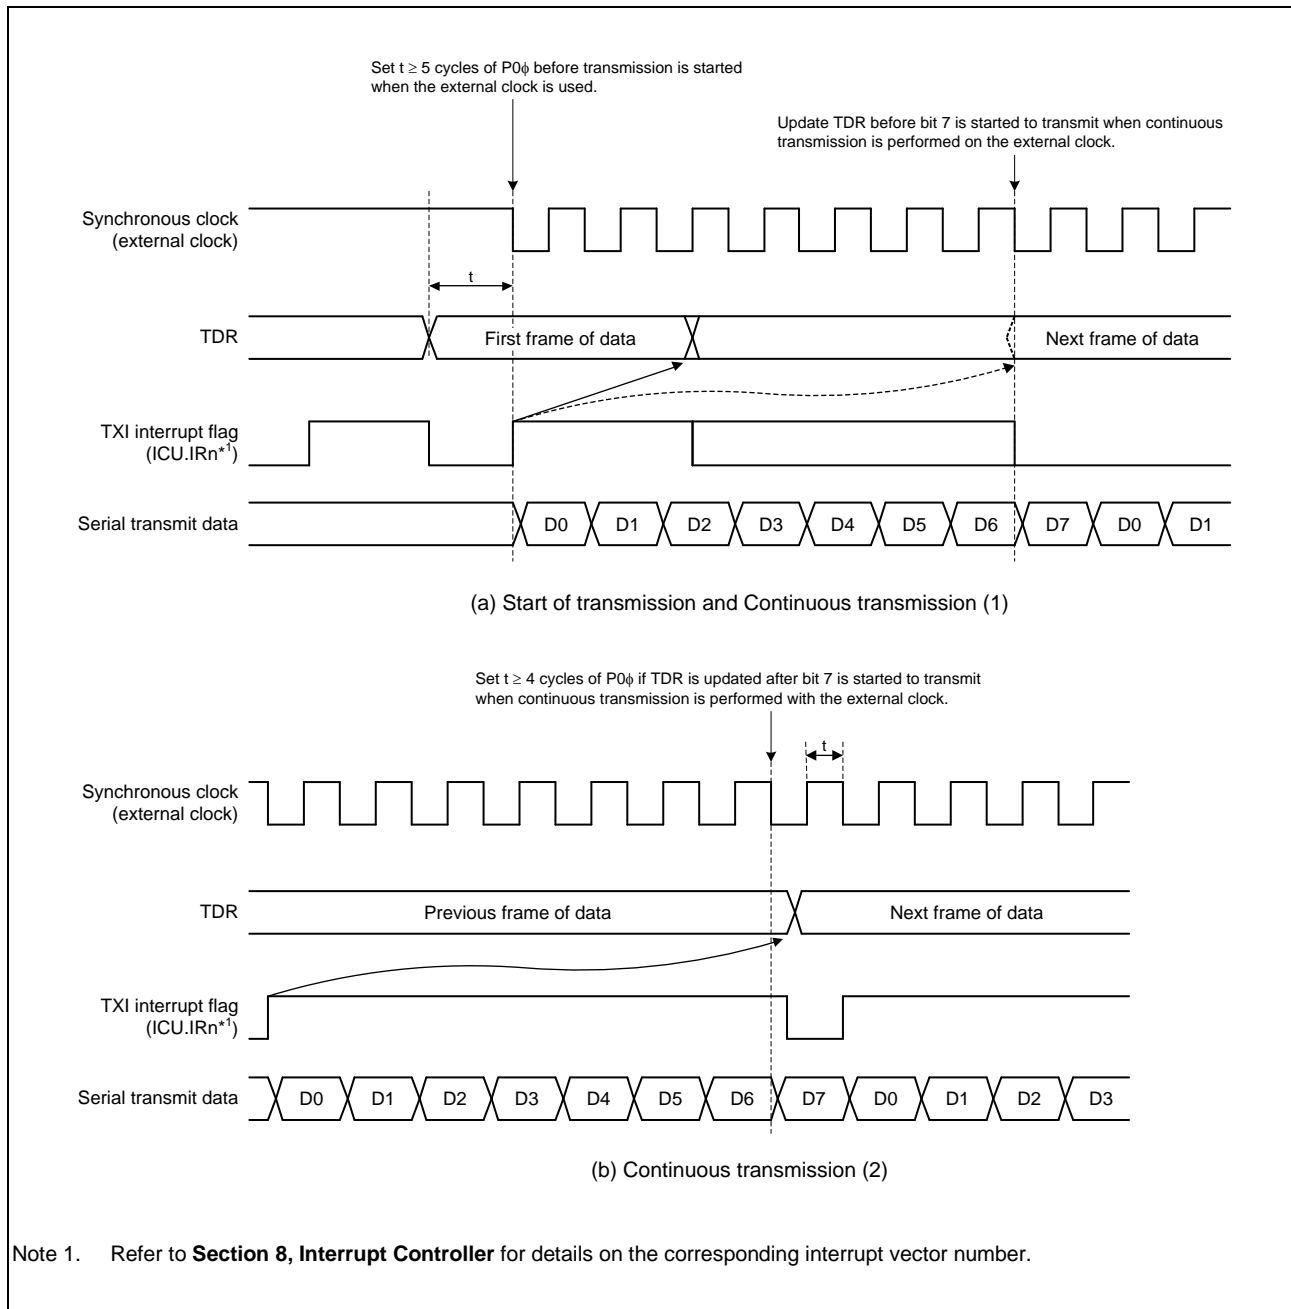 Set t ≥ 5 cycles of P0ϕ before transmission is started
when the external clock is used.
Update TDR before bit 7 is started to transmit when continuous
transmission is performed on the external clock.
Synchronous clock
(external clock)
t
TDR
First frame of data
Next frame of data
TXI interrupt flag
(ICU.IRn*1)
Serial transmit data
D0 D1 D2 D3 D4 D5 D6 D7 D0 D1
(a) Start of transmission and Continuous transmission (1)
Set t ≥ 4 cycles of P0ϕ if TDR is updated after bit 7 is started to transmit
when continuous transmission is performed with the external clock.
t
Synchronous clock
(external clock)
TDR
Previous frame of data
Next frame of data
TXI interrupt flag
(ICU.IRn*1)
Serial transmit data
D0 D1 D2 D3 D4 D5 D6 D7 D0 D1 D2 D3
(b) Continuous transmission (2)
Note 1. Refer to Section 8, Interrupt Controller for details on the corresponding interrupt vector number.